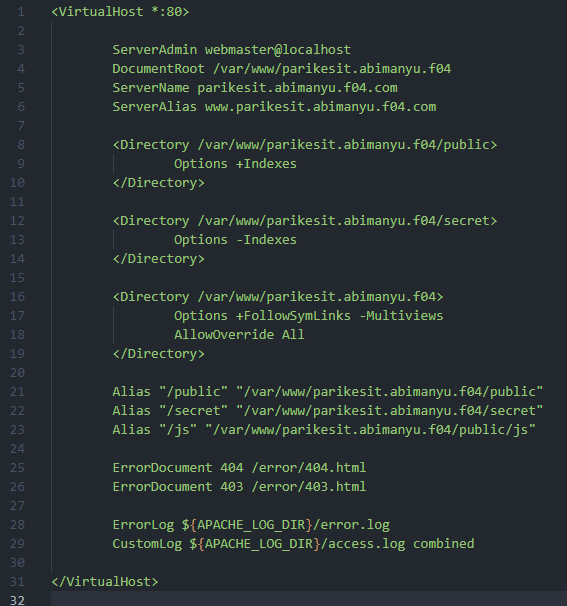 1 <VirtualHost *:80>
2
3 ServerAdmin webmaster@localhost
4 DocumentRoot /var/www/parikesit.abimanyu.f04
5 ServerName parikesit.abimanyu.f04.com
6 ServerAlias www.parikesit.abimanyu.f04.com
7
8 <Directory /var/www/parikesit.abimanyu.f04/public>
9 Options +Indexes
10 </Directory>
11
12 <Directory /var/www/parikesit.abimanyu.f04/secret>
13 Options -Indexes
14 </Directory>
15
16 <Directory /var/www/parikesit.abimanyu.f04>
17 Options +FollowSymLinks -Multiviews
18 AllowOverride All
19 </Directory>
20
21 Alias "/public" "/var/www/parikesit.abimanyu.f04/public"
22 Alias "/secret" "/var/www/parikesit.abimanyu.f04/secret"
23 Alias "/js" "/var/www/parikesit.abimanyu.f04/public/js"
24
25 ErrorDocument 404 /error/404.html
26 ErrorDocument 403 /error/403.html
27
28 ErrorLog ${APACHE_LOG_DIR}/error.log
29 CustomLog ${APACHE_LOG_DIR}/access.log combined
30
31 </VirtualHost>
32